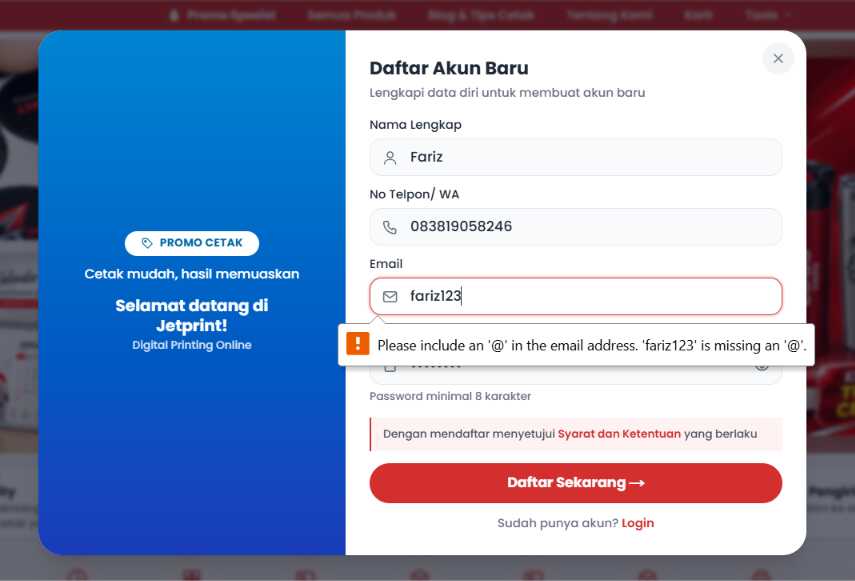 Promo Spesial Semua Produk Blog & Tips Cetak Tentang Kami Karir Tools
Daftar Akun Baru
Lengkapi data diri untuk membuat akun baru
Nama Lengkap
Fariz
No Telpon/ WA
083819058246
Email
fariz123
Please include an '@' in the email address. 'fariz123' is missing an '@'.
Password minimal 8 karakter
Dengan mendaftar menyetujui Syarat dan Ketentuan yang berlaku
Daftar Sekarang →
Sudah punya akun? Login
PROMO CETAK
Cetak mudah, hasil memuaskan
Selamat datang di
Jetprint!
Digital Printing Online